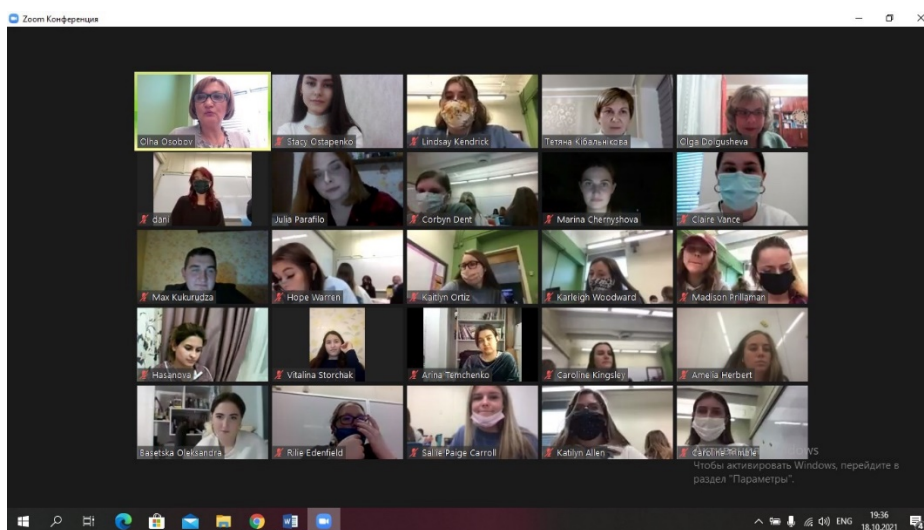 Zoom Конференция
Olha Osobov
Stacy Ostapenko
Lindsay Kendrick
Тетяна Кібальнікова
Olga Dolgusheva
dani
Julia Parafilo
Corbyn Dent
Marina Chernyshova
Claire Vance
Max Kukurudza
Hope Warren
Kaitlyn Ortiz
Karleigh Woodward
Madison Prillaman
Hasanova
Vitalina Storchak
Arina Temchenko
Caroline Kingsley
Amelia Herbert
Basetska Oleksandra
Rilie Edenfield
Sallie Paige Carroll
Katilyn Allen
Caroline Trimble
Чтобы активировать Windows, перейдите в
раздел "Параметры".
ENG
19:36
18.10.2021